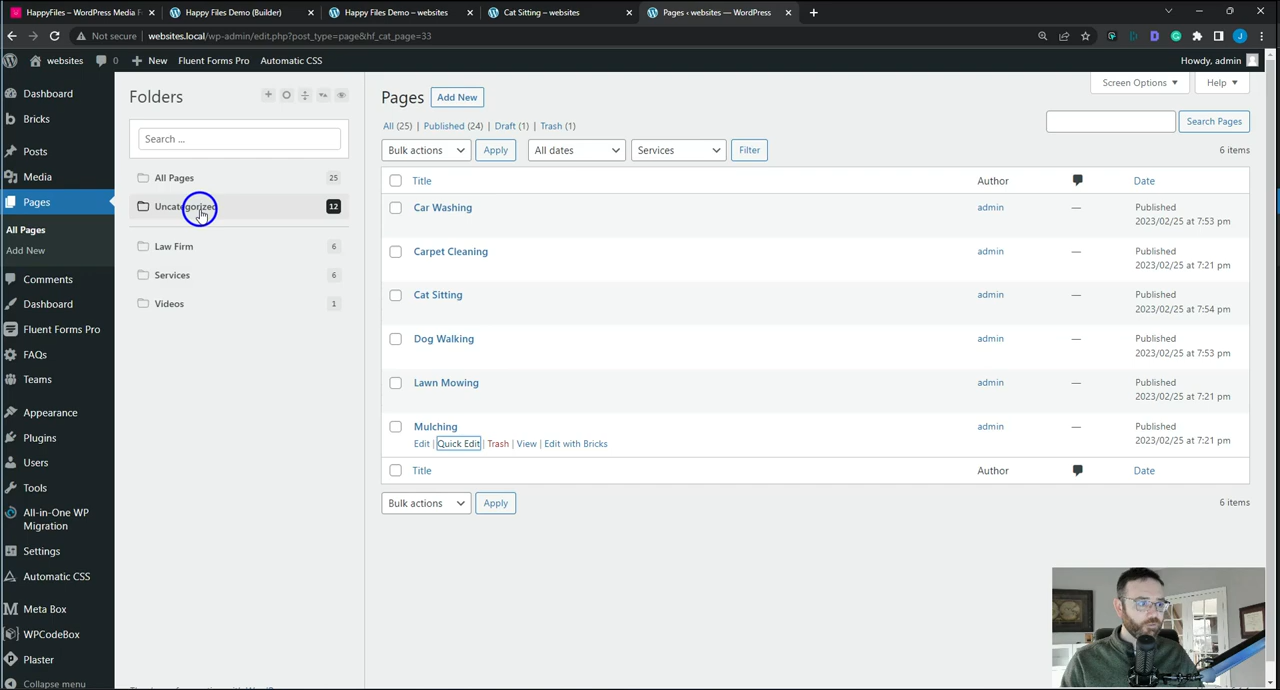 HappyFiles – WordPress Media F
Happy Files Demo (Builder)
Happy Files Demo – websites
Cat Sitting – websites
Pages ‹ websites — WordPress
Not secure websites.local/wp-admin/edit.php?post_type=page&hf_cat_page=33
websites 0 New Fluent Forms Pro Automatic CSS Howdy, admin
Dashboard
Bricks
Posts
Media
Pages
All Pages
Add New
Comments
Dashboard
Fluent Forms Pro
FAQs
Teams
Appearance
Plugins
Users
Tools
All-in-One WP
Migration
Settings
Automatic CSS
Meta Box
WPCodeBox
Plaster
Collapse menu
Folders
Search ...
All Pages 25
Uncategorized 12
Law Firm 6
Services 6
Videos 1
Screen Options Help
Pages Add New
All (25) | Published (24) | Draft (1) | Trash (1)
Search Pages
Bulk actions Apply All dates Services Filter 6 items
Title Author Date
Car Washing admin — Published
2023/02/25 at 7:53 pm
Carpet Cleaning admin — Published
2023/02/25 at 7:21 pm
Cat Sitting admin — Published
2023/02/25 at 7:54 pm
Dog Walking admin — Published
2023/02/25 at 7:53 pm
Lawn Mowing admin — Published
2023/02/25 at 7:21 pm
Mulching admin — Published
Edit | Quick Edit | Trash | View | Edit with Bricks 2023/02/25 at 7:21 pm
Title Author Date
Bulk actions Apply 6 items